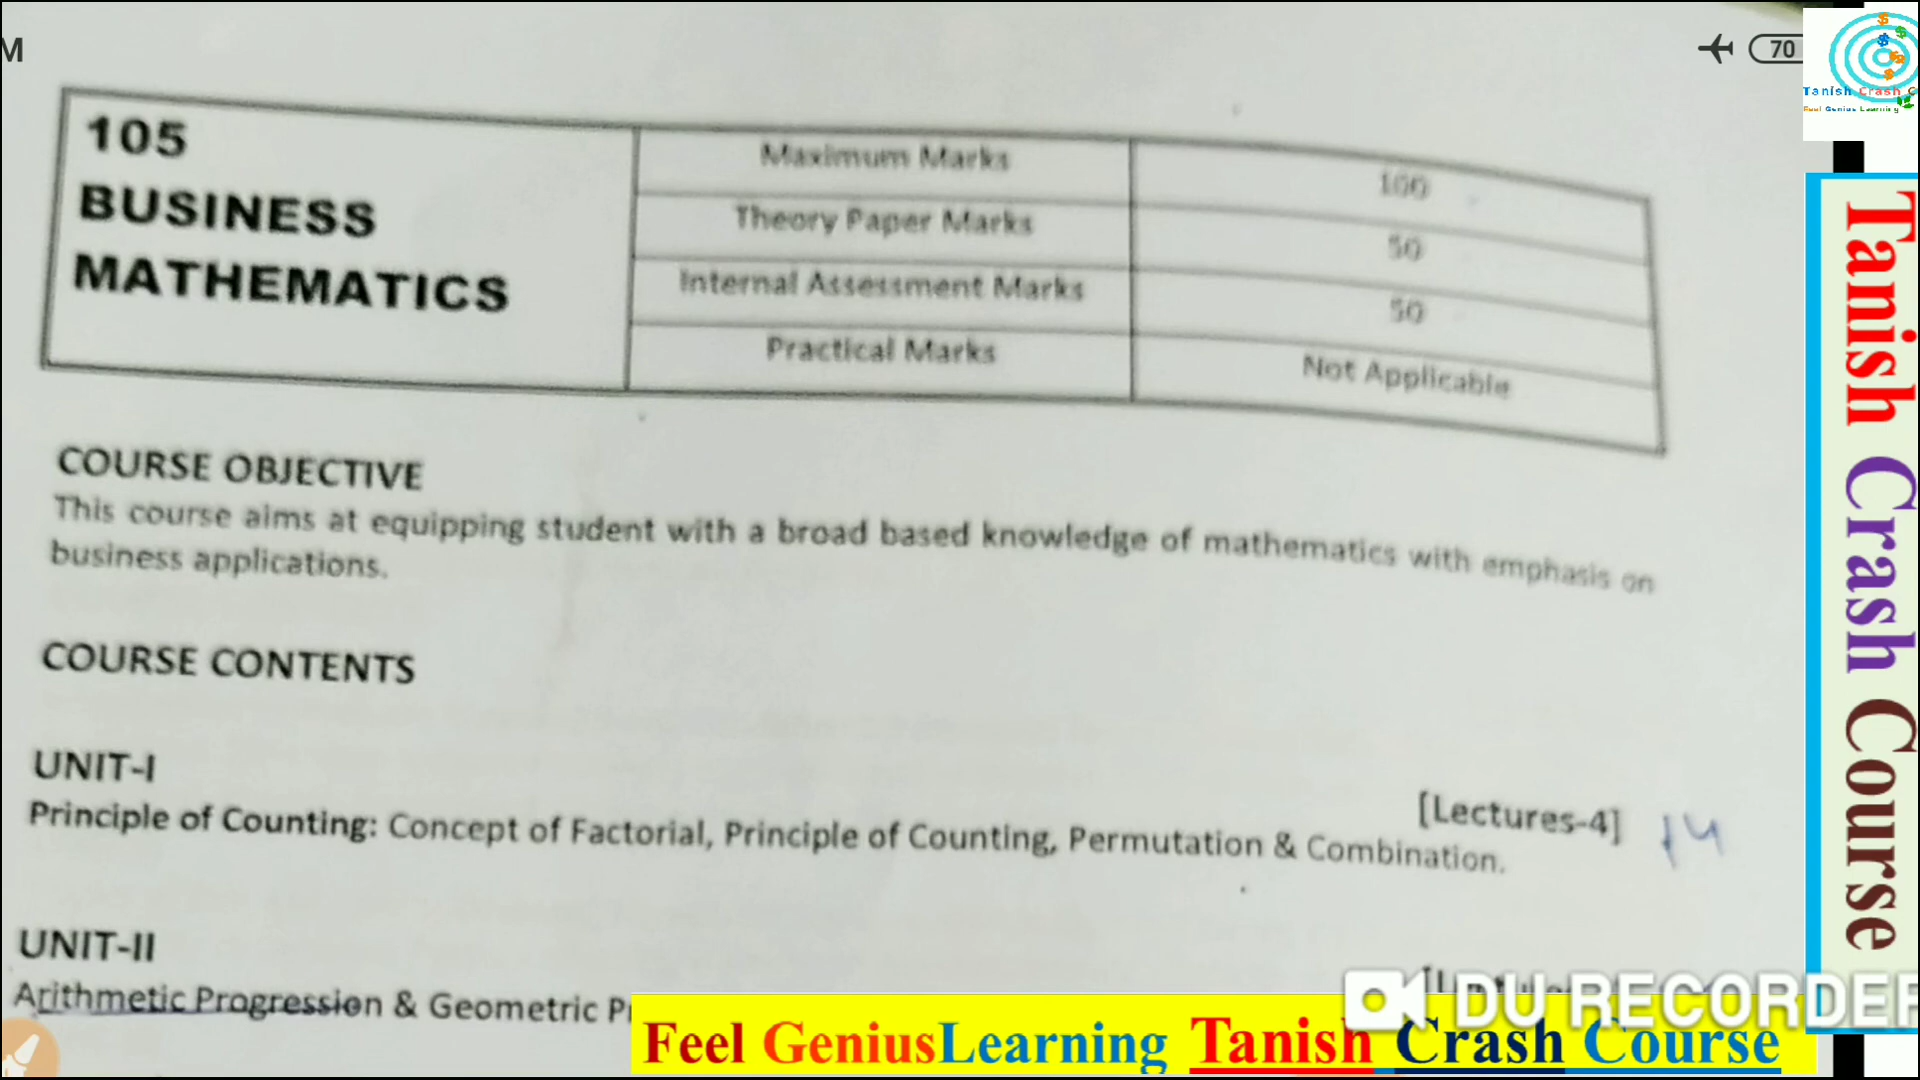 M
70
Tanish Crash C
Feel Genius Learning
105
BUSINESS
MATHEMATICS
Maximum Marks 100
Theory Paper Marks 50
Internal Assessment Marks 50
Practical Marks Not Applicable
COURSE OBJECTIVE
This course aims at equipping student with a broad based knowledge of mathematics with emphasis on
business applications.
COURSE CONTENTS
UNIT-I
[Lectures-4] 14
Principle of Counting: Concept of Factorial, Principle of Counting, Permutation & Combination.
UNIT-II
Arithmetic Progression & Geometric P
DU RECORDER
Feel GeniusLearning Tanish Crash Course
Tanish Crash Course